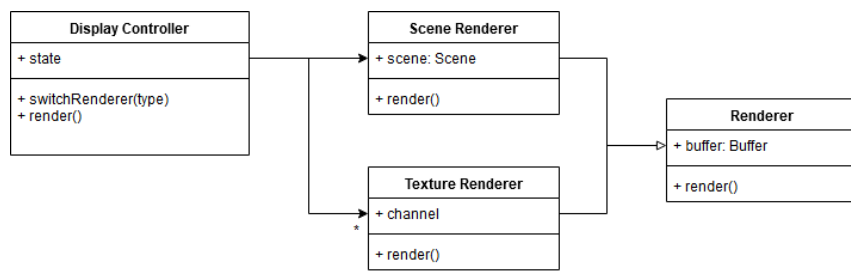 Display Controller
+ state
+ switchRenderer(type)
+ render()
Scene Renderer
+ scene: Scene
+ render()
Texture Renderer
+ channel
*
+ render()
Renderer
+ buffer: Buffer
+ render()